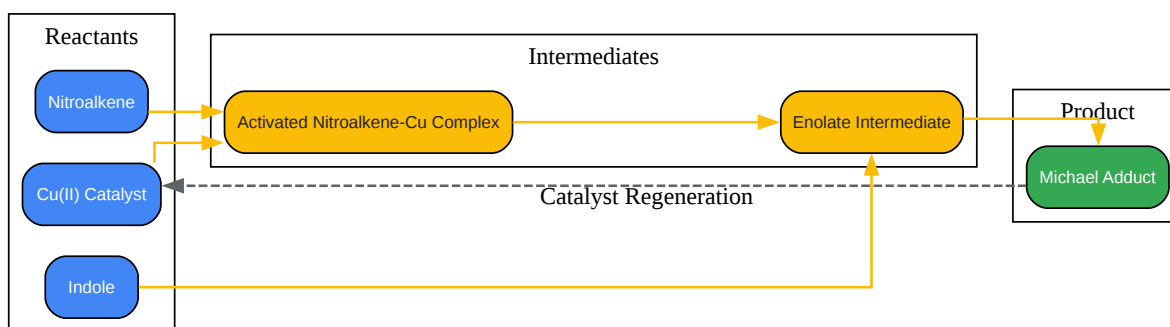 Reactants
Nitroalkene
Cu(II) Catalyst
Indole
Intermediates
Activated Nitroalkene-Cu Complex
Enolate Intermediate
Catalyst Regeneration
Product
Michael Adduct